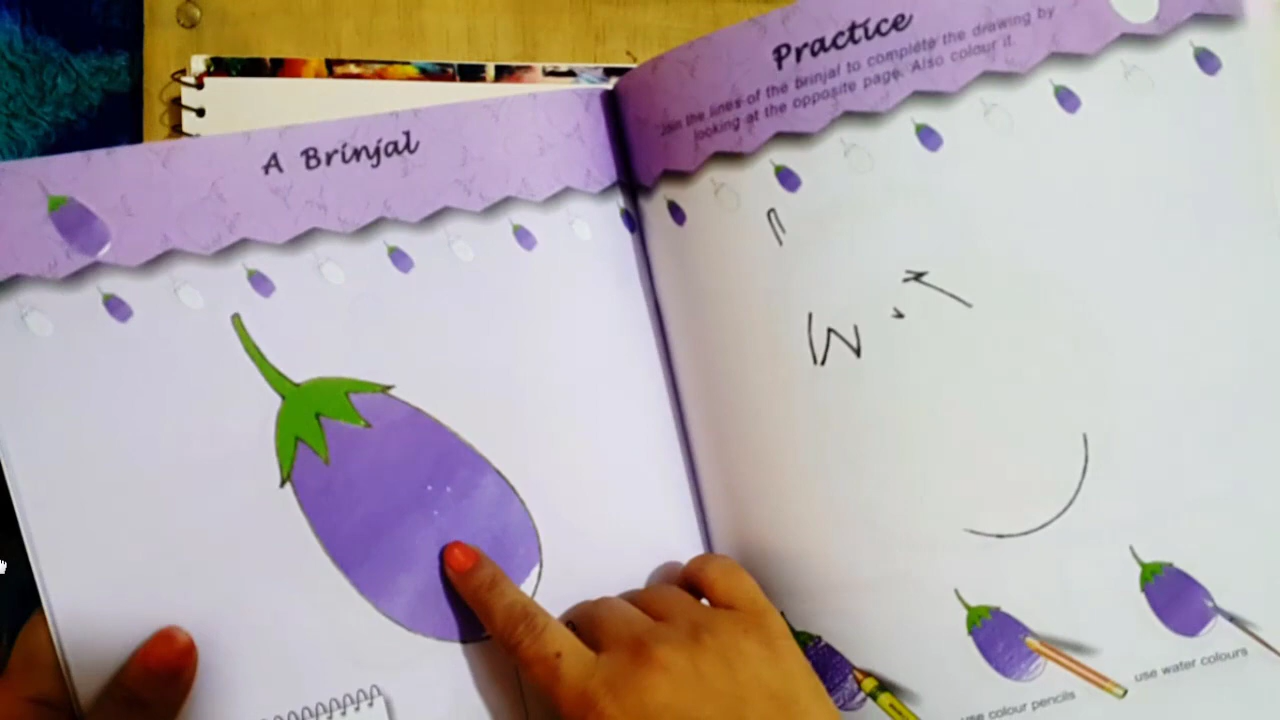 A Brinjal
Practice
Join the lines of the brinjal to complete the drawing by
looking at the opposite page. Also colour it.
use colour pencils
use water colours